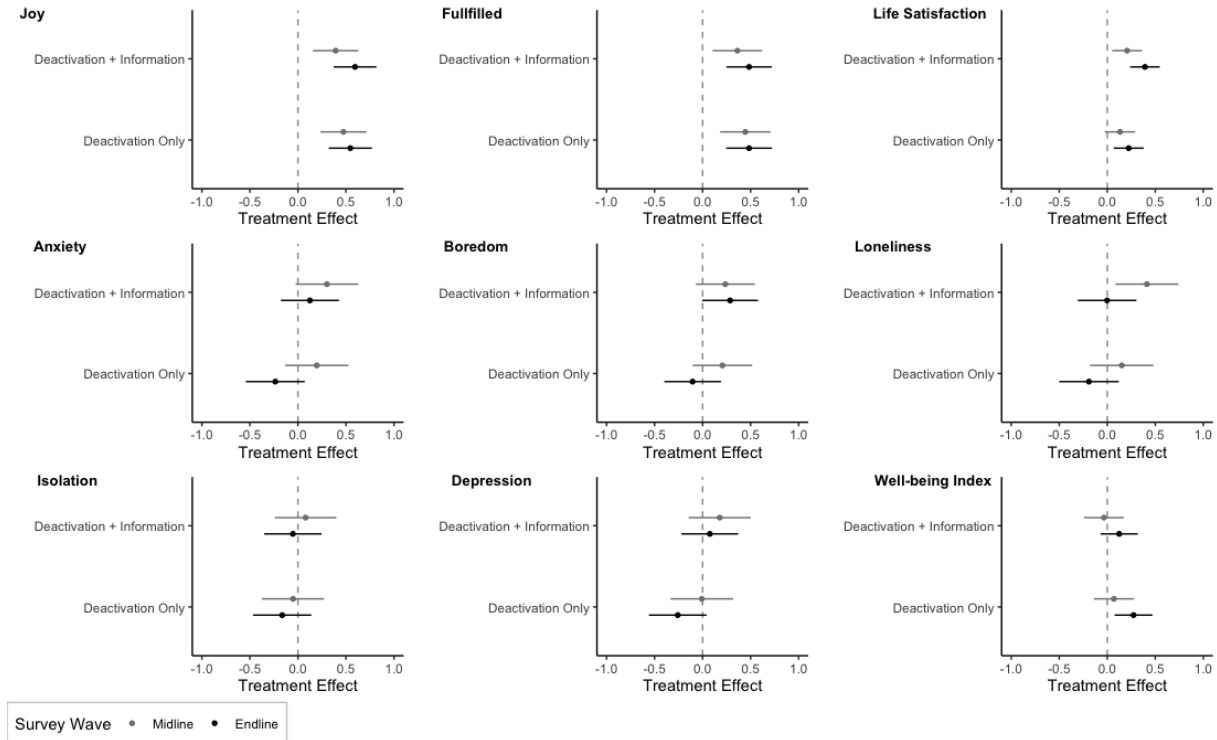 Joy
Deactivation + Information
Deactivation Only
-1.0 -0.5 0.0 0.5 1.0
Treatment Effect
Fullfilled
Deactivation + Information
Deactivation Only
-1.0 -0.5 0.0 0.5 1.0
Treatment Effect
Life Satisfaction
Deactivation + Information
Deactivation Only
-1.0 -0.5 0.0 0.5 1.0
Treatment Effect
Anxiety
Deactivation + Information
Deactivation Only
-1.0 -0.5 0.0 0.5 1.0
Treatment Effect
Boredom
Deactivation + Information
Deactivation Only
-1.0 -0.5 0.0 0.5 1.0
Treatment Effect
Loneliness
Deactivation + Information
Deactivation Only
-1.0 -0.5 0.0 0.5 1.0
Treatment Effect
Isolation
Deactivation + Information
Deactivation Only
-1.0 -0.5 0.0 0.5 1.0
Treatment Effect
Depression
Deactivation + Information
Deactivation Only
-1.0 -0.5 0.0 0.5 1.0
Treatment Effect
Well-being Index
Deactivation + Information
Deactivation Only
-1.0 -0.5 0.0 0.5 1.0
Treatment Effect
Survey Wave Midline Endline